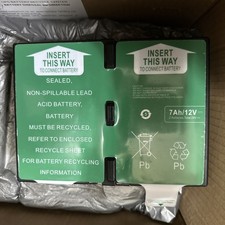 INSERT
THIS WAY
TO CONNECT BATTERY
SEALED,
NON-SPILLABLE LEAD
ACID BATTERY.
BATTERY
MUST BE RECYCLED.
REFER TO ENCLOSED
RECYCLE SHEET
FOR BATTERY RECYCLING
INFORMATION
INSERT
THIS WAY
TO CONNECT BATTERY
7Ah/12V
Pb
Pb